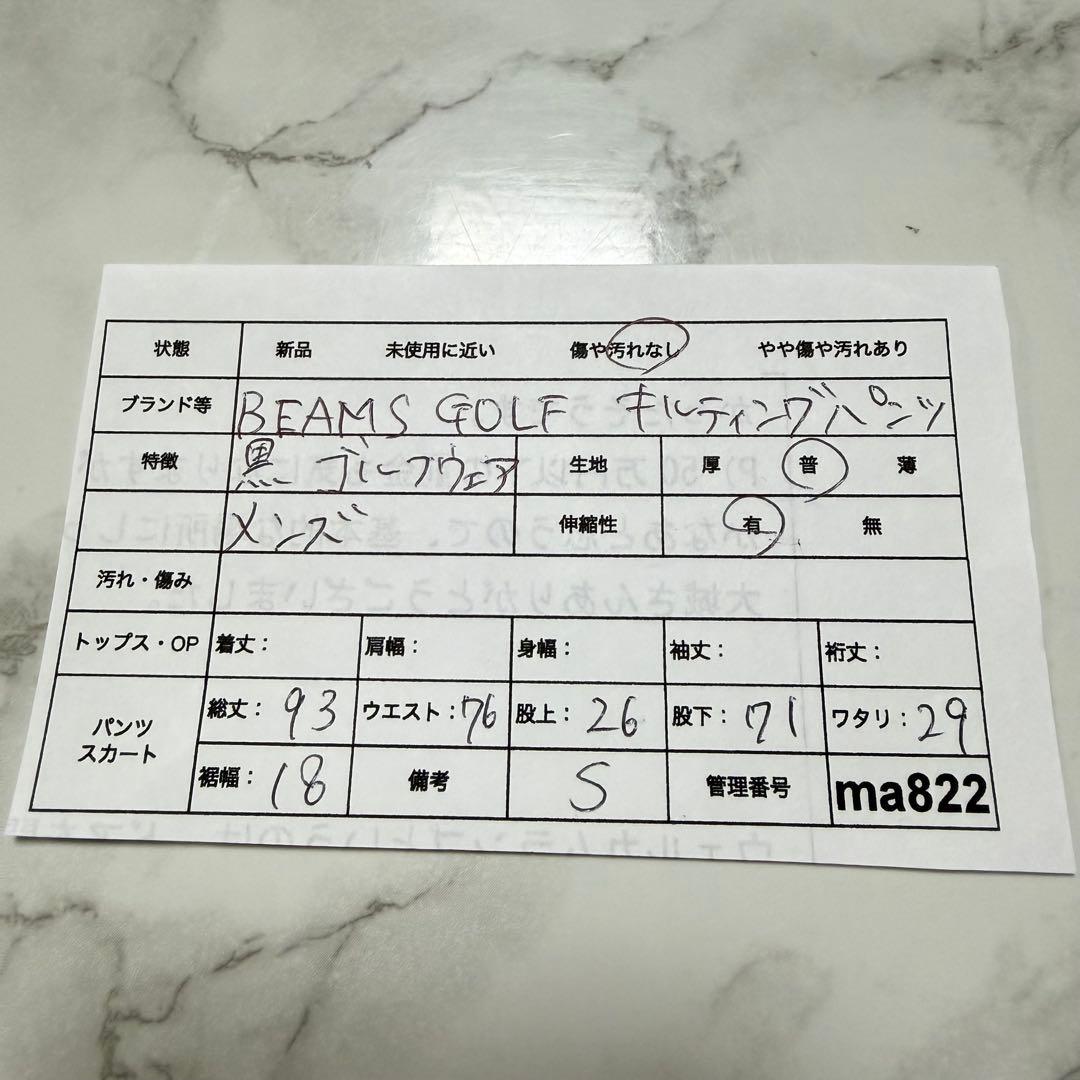 状態 新品 未使用に近い 傷や汚れなし やや傷や汚れあり
ブランド等 BEAMS GOLF キルティングパンツ
特徴 黒 ゴルフウェア 生地 厚 普 薄
メンズ 伸縮性 有 無
汚れ・傷み
トップス・OP 着丈: 肩幅: 身幅: 袖丈: 裄丈:
パンツ スカート 総丈:93 ウエスト:76 股上:26 股下:71 ワタリ:29
裾幅:18 備考 S 管理番号 ma822